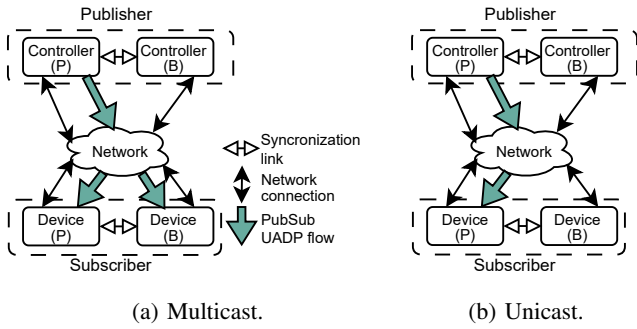 Publisher
Controller
(P)
Controller
(B)
Network
Device
(P)
Device
(B)
Subscriber
Syncronization
link
Network
connection
PubSub
UADP flow
(a) Multicast.
Publisher
Controller
(P)
Controller
(B)
Network
Device
(P)
Device
(B)
Subscriber
(b) Unicast.